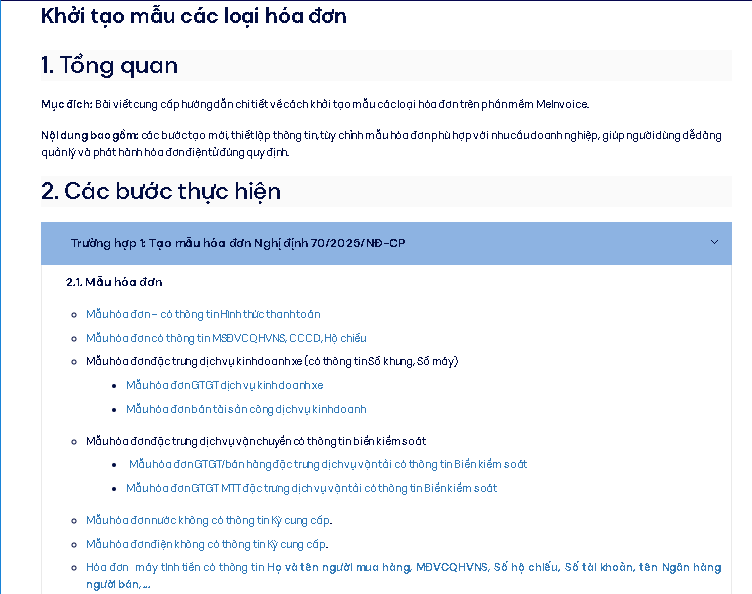 Khởi tạo mẫu các loại hóa đơn
1. Tổng quan
Mục đích: Bài viết cung cấp hướng dẫn chi tiết về cách khởi tạo mẫu các loại hóa đơn trên phần mềm MeInvoice.
Nội dung bao gồm: các bước tạo mới, thiết lập thông tin, tùy chỉnh mẫu hóa đơn phù hợp với nhu cầu doanh nghiệp, giúp người dùng dễ dàng
quản lý và phát hành hóa đơn điện tử đúng quy định.
2. Các bước thực hiện
Trường hợp 1: Tạo mẫu hóa đơn Nghị định 70/2025/NĐ-CP
2.1. Mẫu hóa đơn
Mẫu hóa đơn – có thông tin Hình thức thanh toán
Mẫu hóa đơn có thông tin MSĐVCQHVNS, CCCD, Hộ chiếu
Mẫu hóa đơn đặc trưng dịch vụ kinh doanh xe (có thông tin Số khung, Số máy)
Mẫu hóa đơn GTGT dịch vụ kinh doanh xe
Mẫu hóa đơn bán tài sản công dịch vụ kinh doanh
Mẫu hóa đơn đặc trưng dịch vụ vận chuyển có thông tin biển kiểm soát
Mẫu hóa đơn GTGT/bán hàng đặc trưng dịch vụ vận tải có thông tin Biển kiểm soát
Mẫu hóa đơn GTGT MTT đặc trưng dịch vụ vận tải có thông tin Biển kiểm soát
Mẫu hóa đơn nước không có thông tin Kỳ cung cấp.
Mẫu hóa đơn điện không có thông tin Kỳ cung cấp.
Hóa đơn máy tính tiền có thông tin Họ và tên người mua hàng, MĐVCQHVNS, Số hộ chiếu, Số tài khoản, tên Ngân hàng
người bán,...